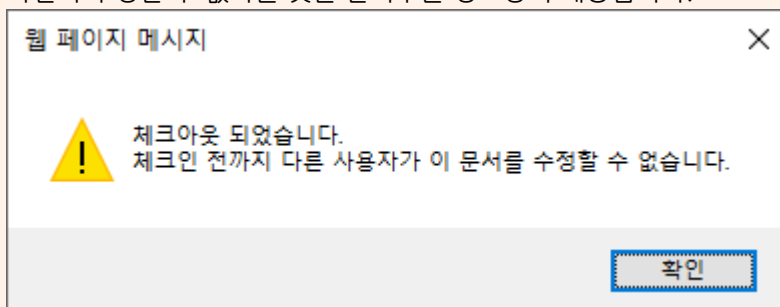 웹 페이지 메시지
체크아웃 되었습니다.
체크인 전까지 다른 사용자가 이 문서를 수정할 수 없습니다.
확인